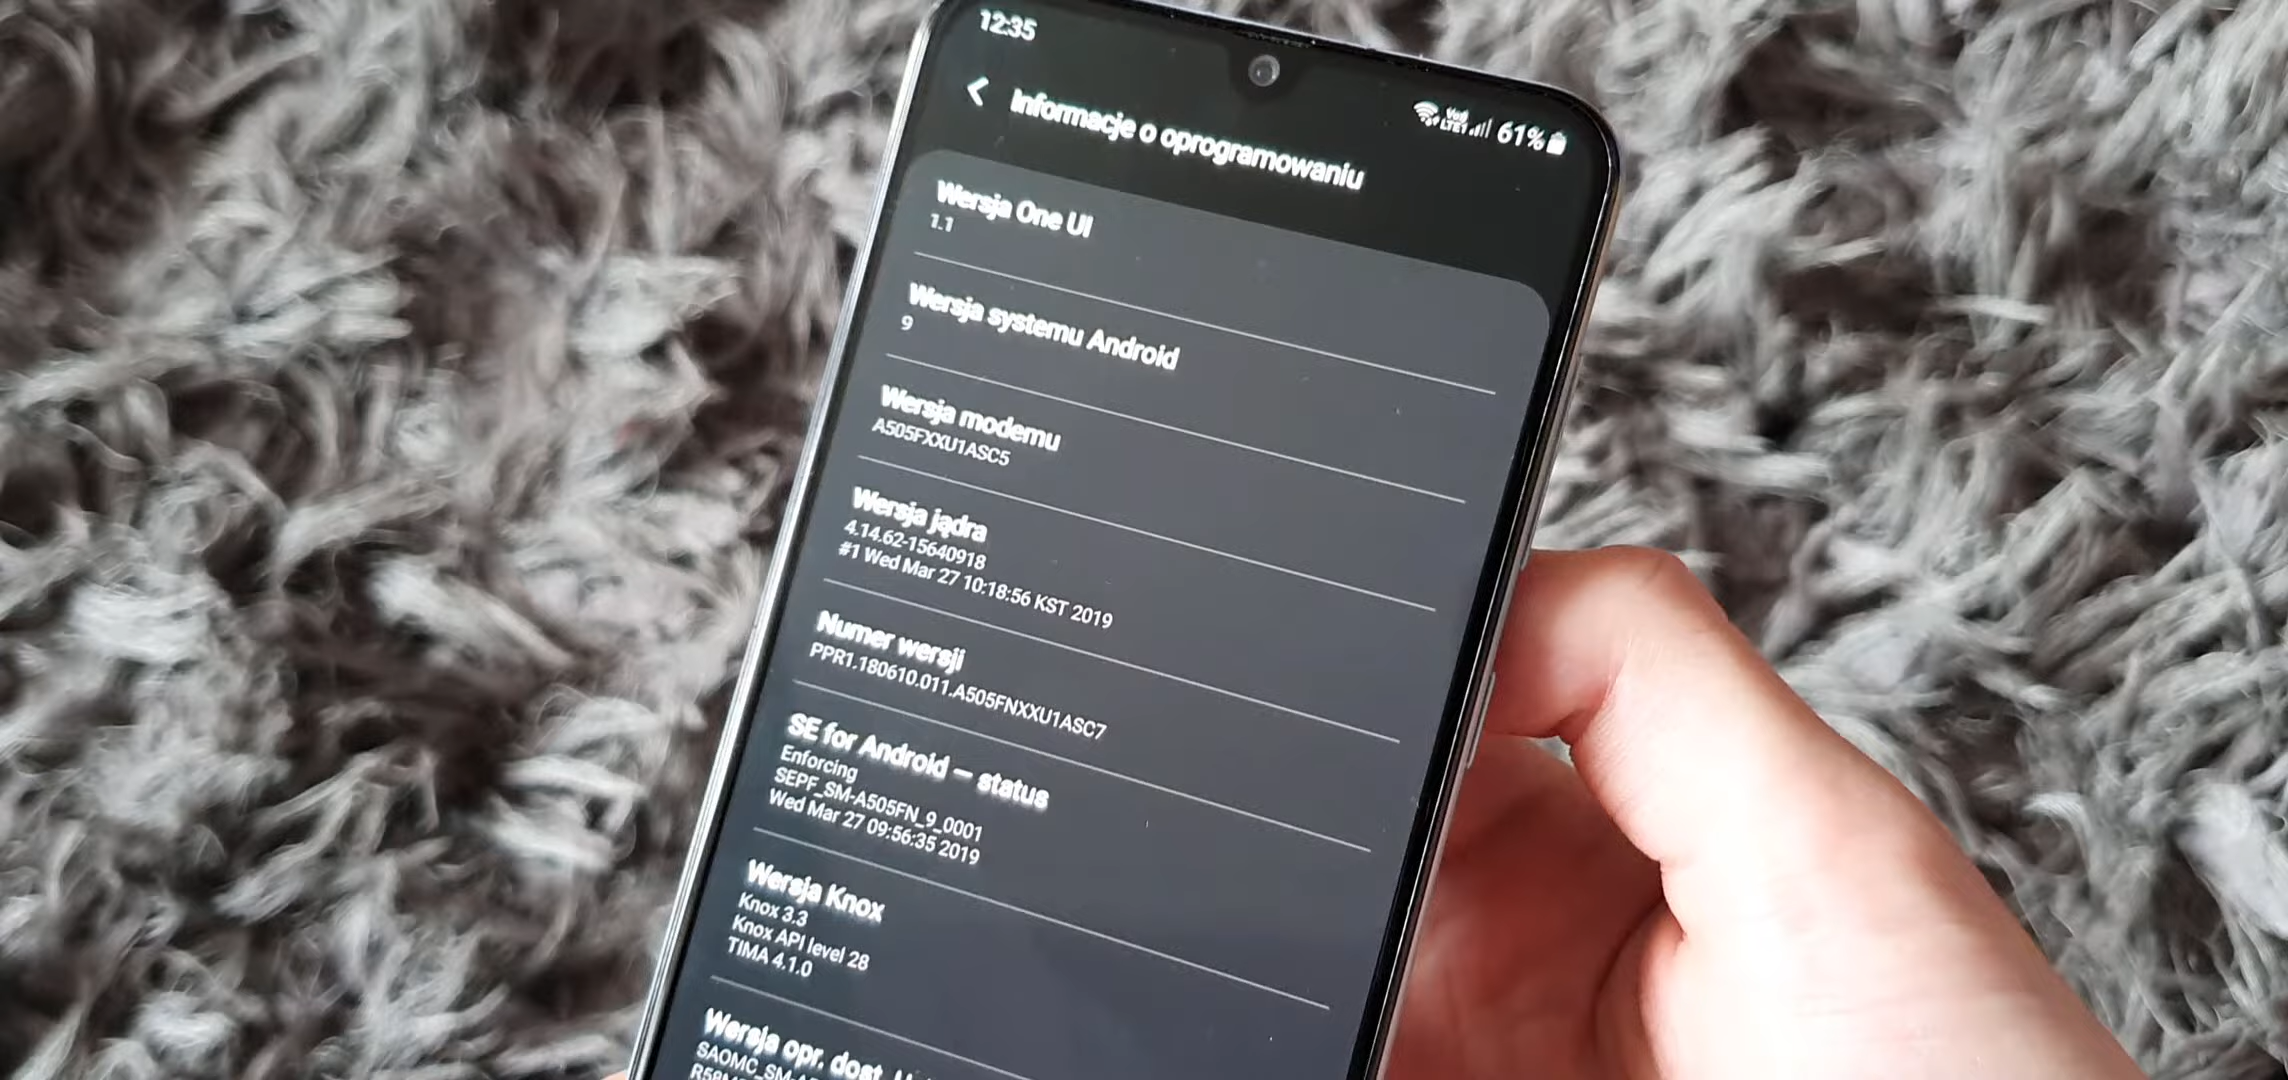 12:35
61%
Informacje o oprogramowaniu
Wersja One UI
1.1
Wersja systemu Android
9
Wersja modemu
A505FXXU1ASC5
Wersja jądra
4.14.62-15640918
#1 Wed Mar 27 10:18:56 KST 2019
Numer wersji
PPR1.180610.011.A505FNXXU1ASC7
SE for Android – status
Enforcing
SEPF_SM-A505FN_9_0001
Wed Mar 27 09:56:35 2019
Wersja Knox
Knox 3.3
Knox API level 28
TIMA 4.1.0
Wersja opr. dost.